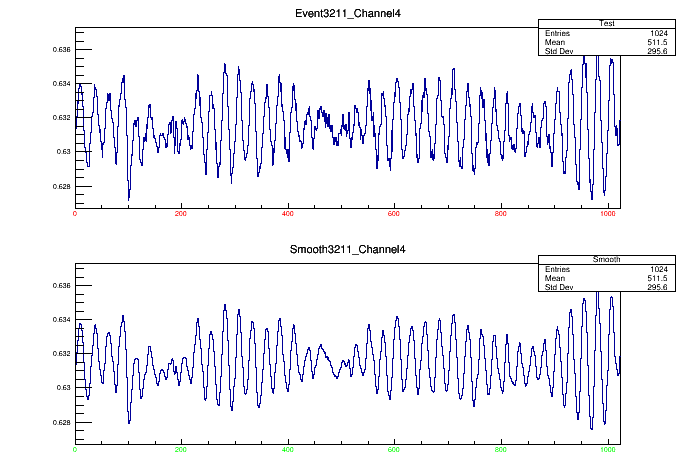 Event3211_Channel4
Test
Entries 1024
Mean 511.5
Std Dev 295.6
0.636
0.634
0.632
0.63
0.628
0 200 400 600 800 1000
Smooth3211_Channel4
Smooth
Entries 1024
Mean 511.5
Std Dev 295.6
0.636
0.634
0.632
0.63
0.628
0 200 400 600 800 1000